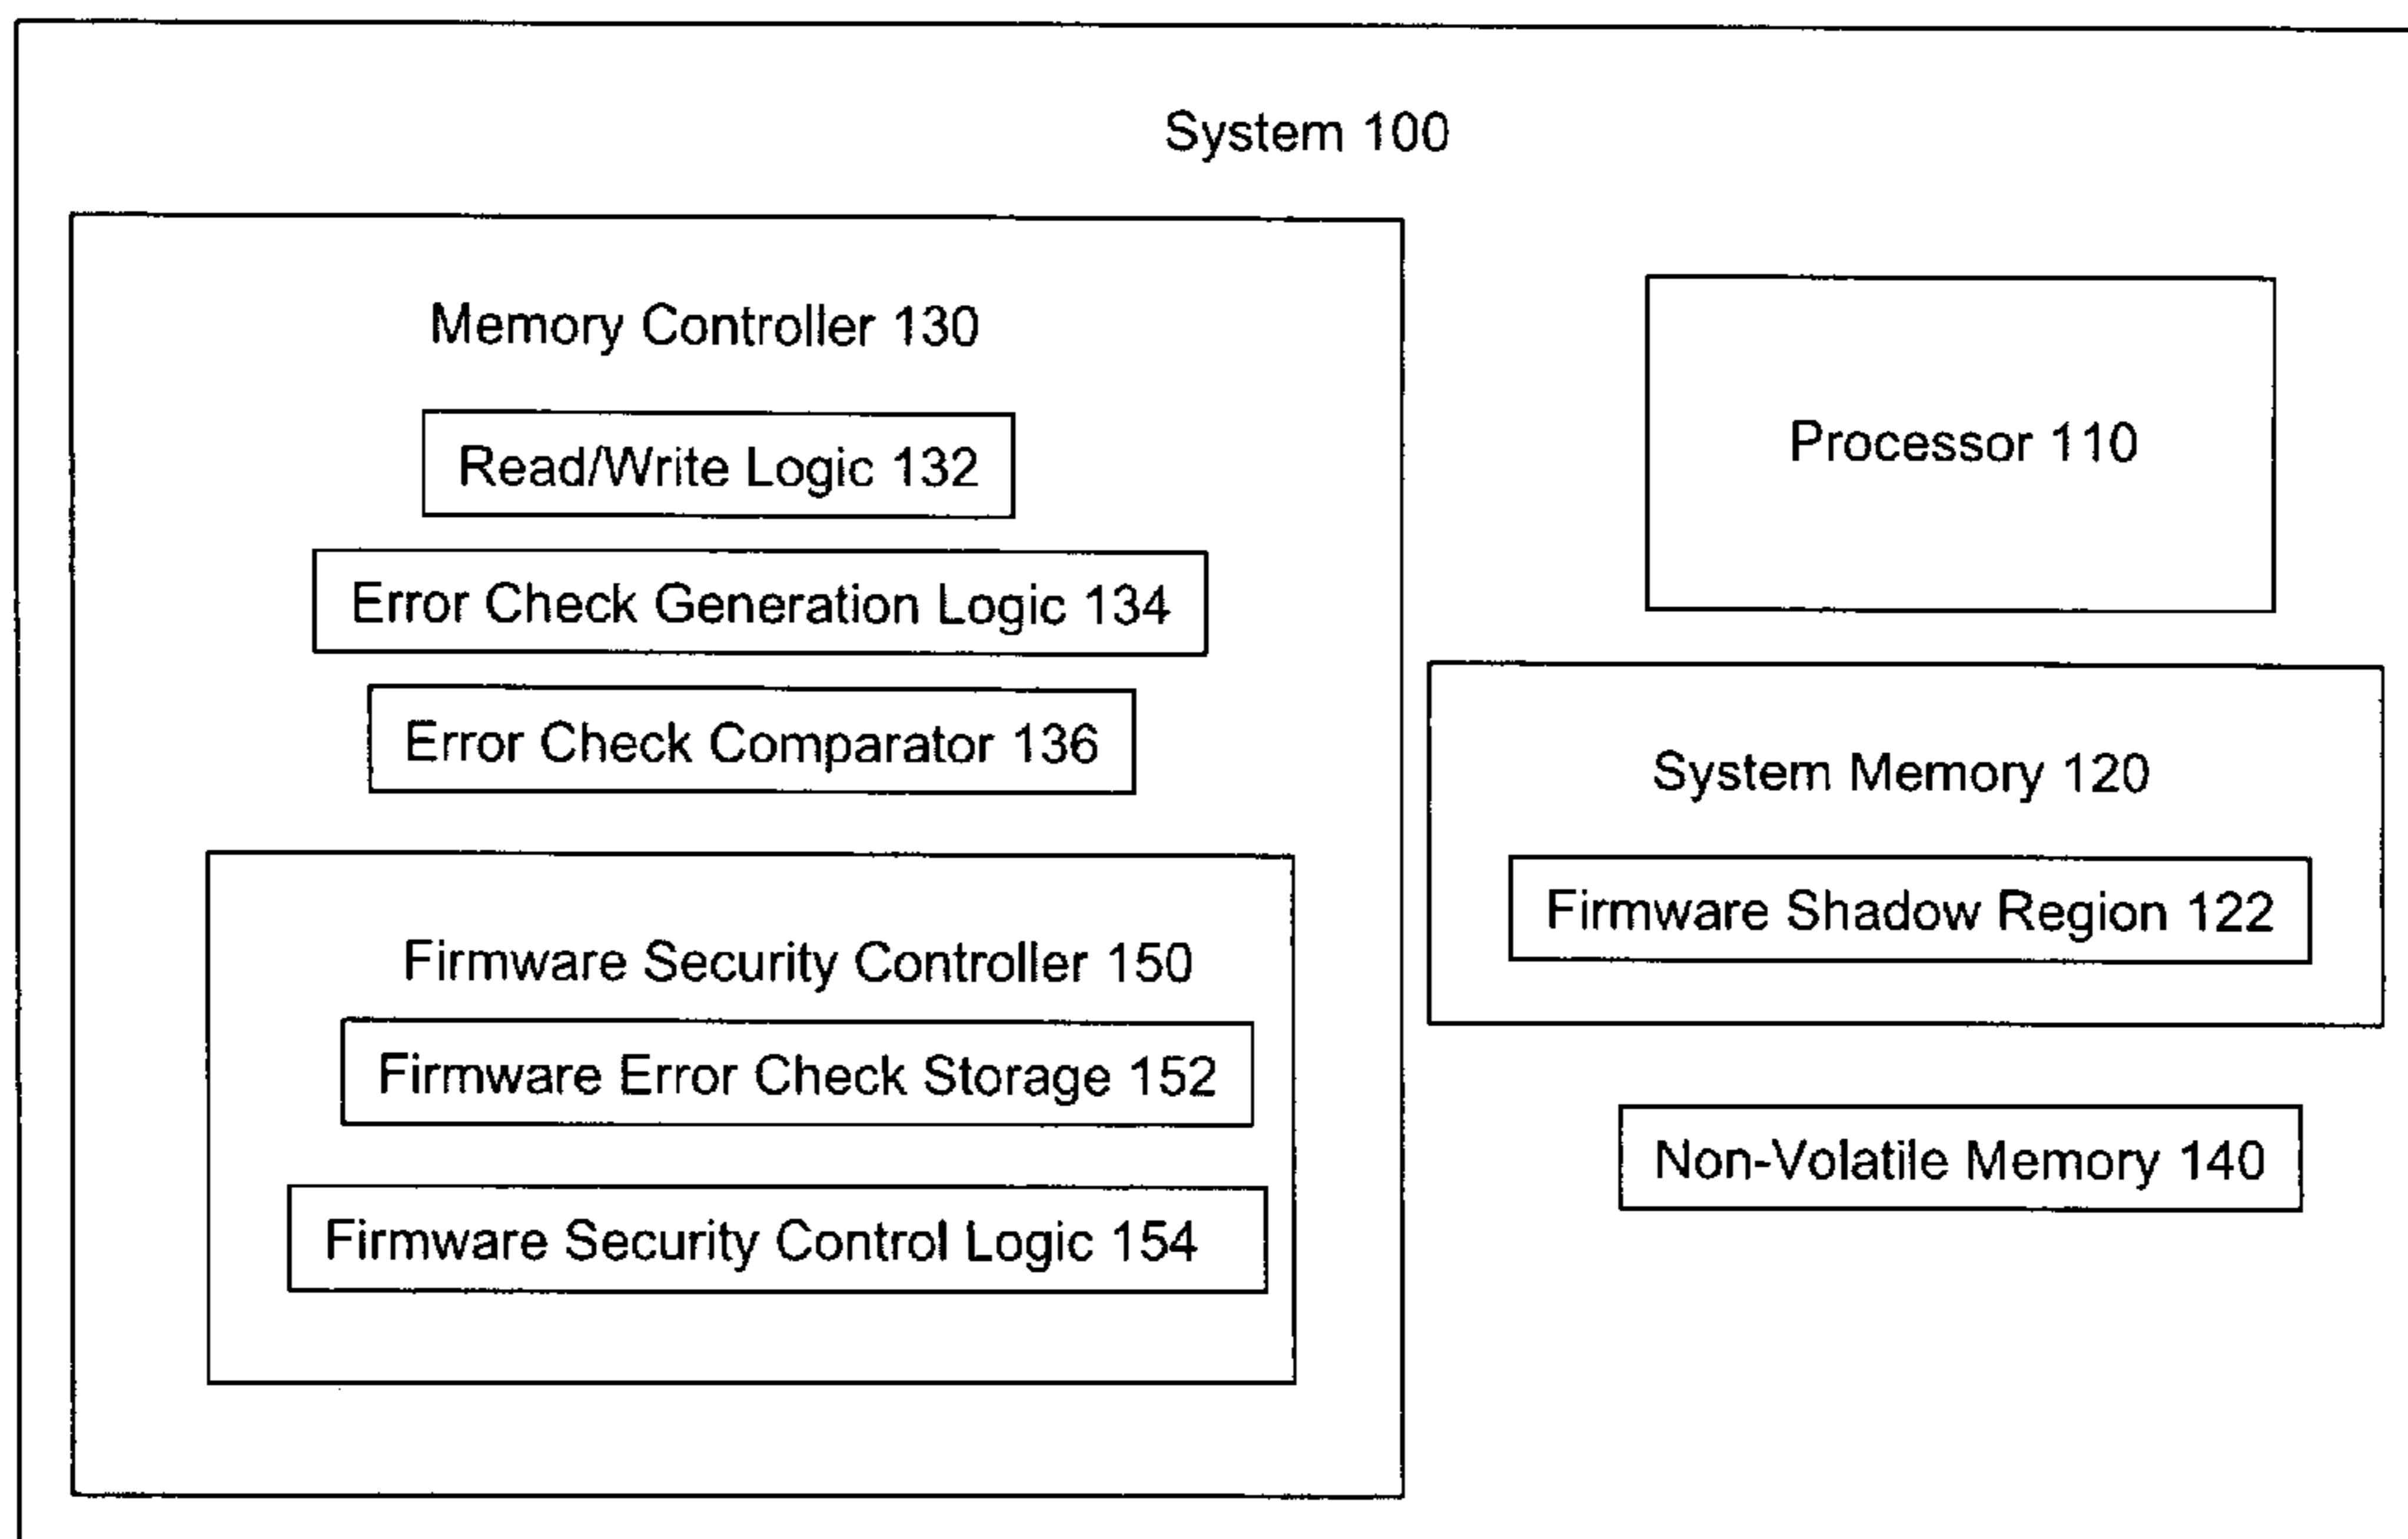 System 100
Memory Controller 130
Read/Write Logic 132
Error Check Generation Logic 134
Error Check Comparator 136
Firmware Security Controller 150
Firmware Error Check Storage 152
Firmware Security Control Logic 154
Processor 110
System Memory 120
Firmware Shadow Region 122
Non-Volatile Memory 140